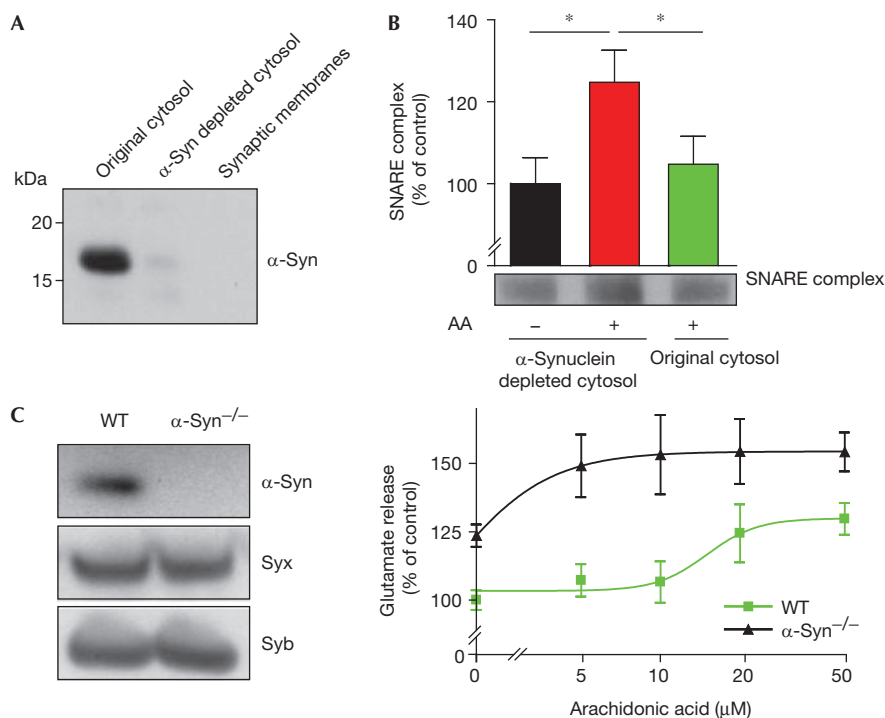 A
Original cytosol
α-Syn depleted cytosol
Synaptic membranes
kDa
20
15
α-Syn
B
140
120
100
0
SNARE complex
(% of control)
*
*
SNARE complex
AA
–
+
+
α-Synuclein
depleted cytosol
Original cytosol
C
WT
α-Syn–/–
α-Syn
Syx
Syb
150
125
100
0
Glutamate release
(% of control)
WT
α-Syn–/–
0
5
10
20
50
Arachidonic acid (μM)